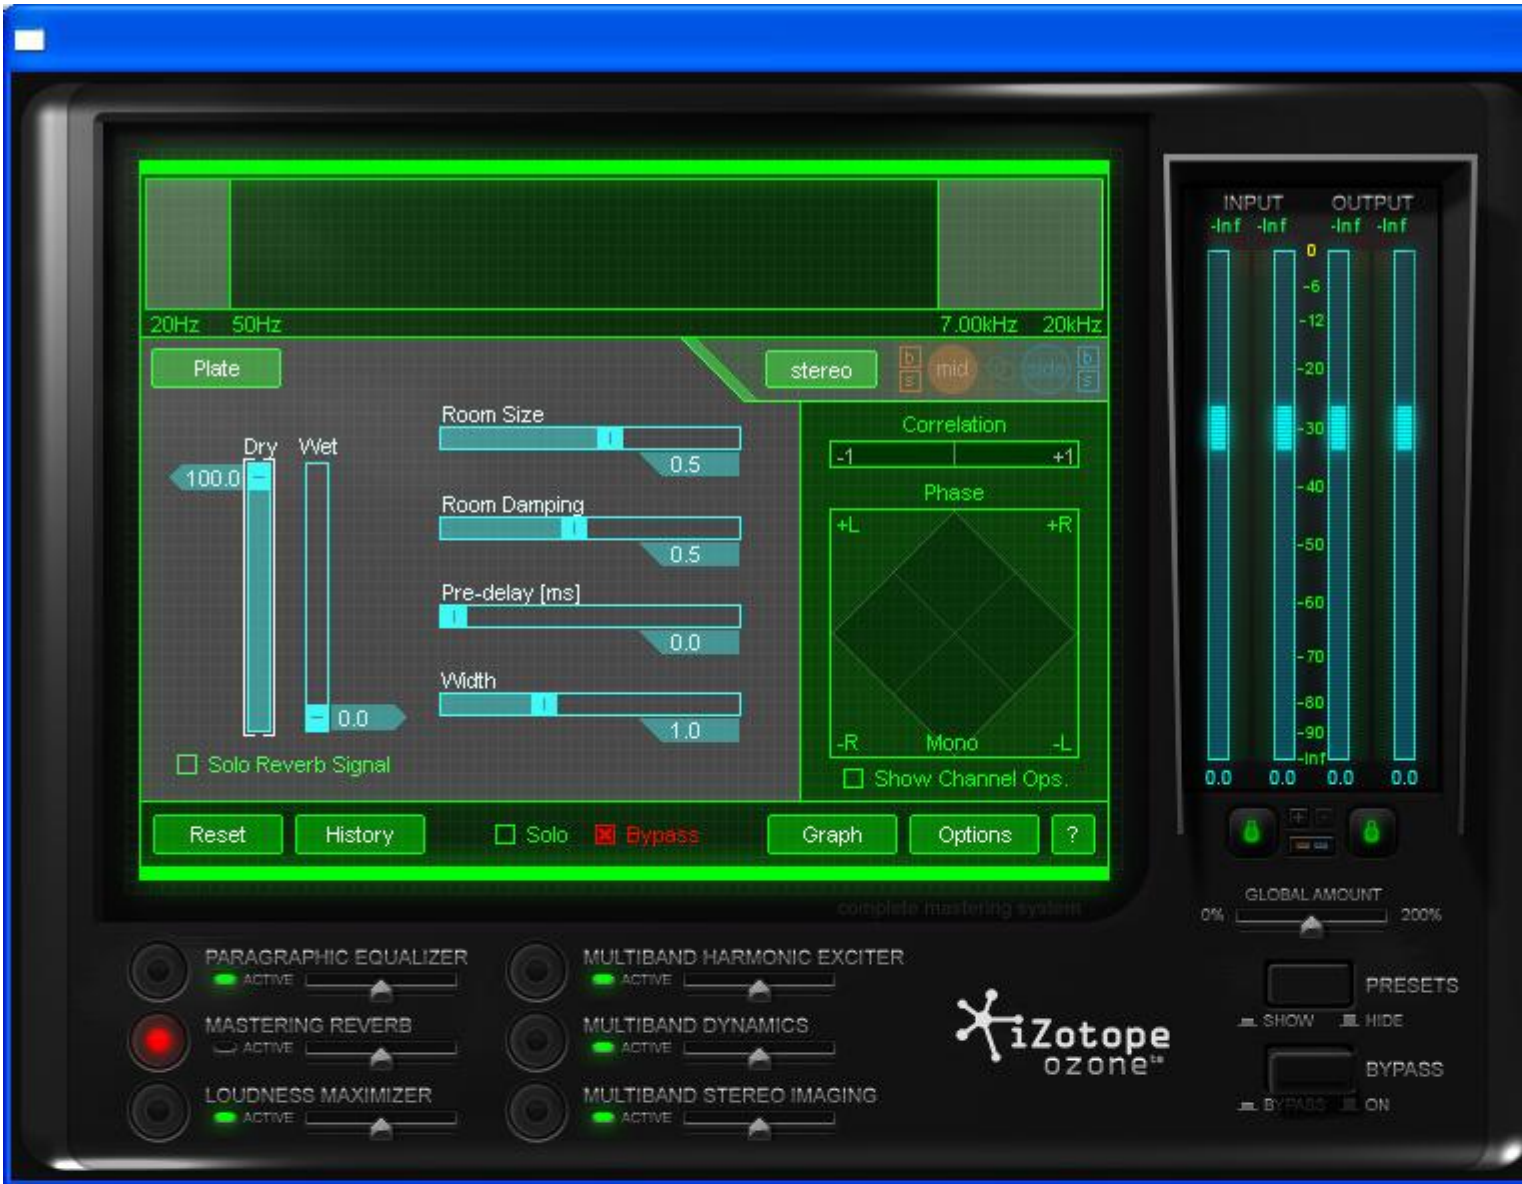 20Hz 50Hz 7.00kHz 20kHz
Plate
stereo
b
s
mid
side
b
s
Dry Wet
100.0
0.0
Solo Reverb Signal
Room Size
0.5
Room Damping
0.5
Pre-delay [ms]
0.0
Width
1.0
Correlation
-1 +1
Phase
+L +R
-R Mono -L
Show Channel Ops.
Reset History Solo Bypass Graph Options ?
complete mastering system
INPUT OUTPUT
-Inf -Inf -Inf -Inf
0
-6
-12
-20
-30
-40
-50
-60
-70
-80
-90
-Inf
0.0 0.0 0.0 0.0
GLOBAL AMOUNT
0% 200%
PRESETS
SHOW HIDE
BYPASS
BYPASS ON
PARAGRAPHIC EQUALIZER
ACTIVE
MASTERING REVERB
ACTIVE
LOUDNESS MAXIMIZER
ACTIVE
MULTIBAND HARMONIC EXCITER
ACTIVE
MULTIBAND DYNAMICS
ACTIVE
MULTIBAND STEREO IMAGING
ACTIVE
iZotope
ozone